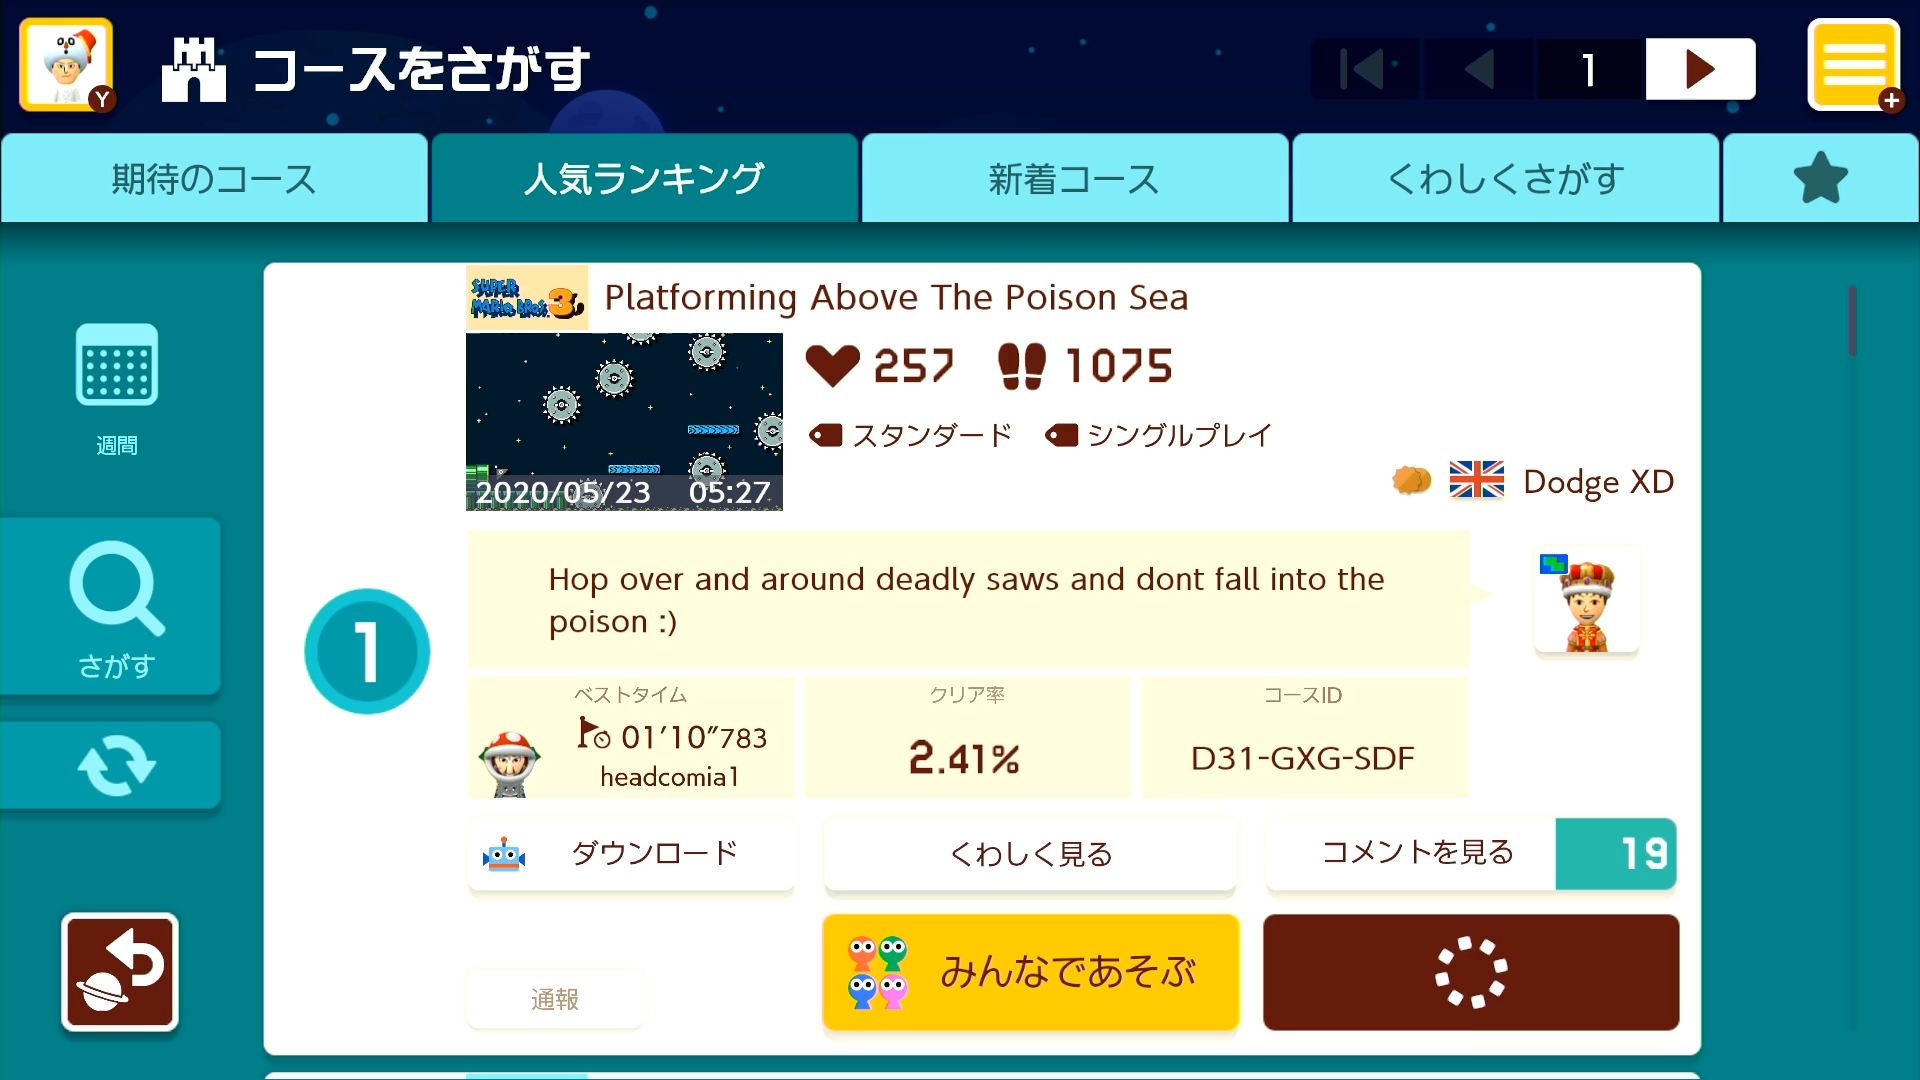 コースをさがす
1
Y
+
期待のコース
人気ランキング
新着コース
くわしくさがす
週間
さがす
1
SUPER MARIO BROS. 3
Platforming Above The Poison Sea
257
1075
スタンダード
シングルプレイ
2020/05/23 05:27
Dodge XD
Hop over and around deadly saws and dont fall into the
poison :)
ベストタイム
01'10"783
headcomia1
クリア率
2.41%
コースID
D31-GXG-SDF
ダウンロード
くわしく見る
コメントを見る
19
通報
みんなであそぶ